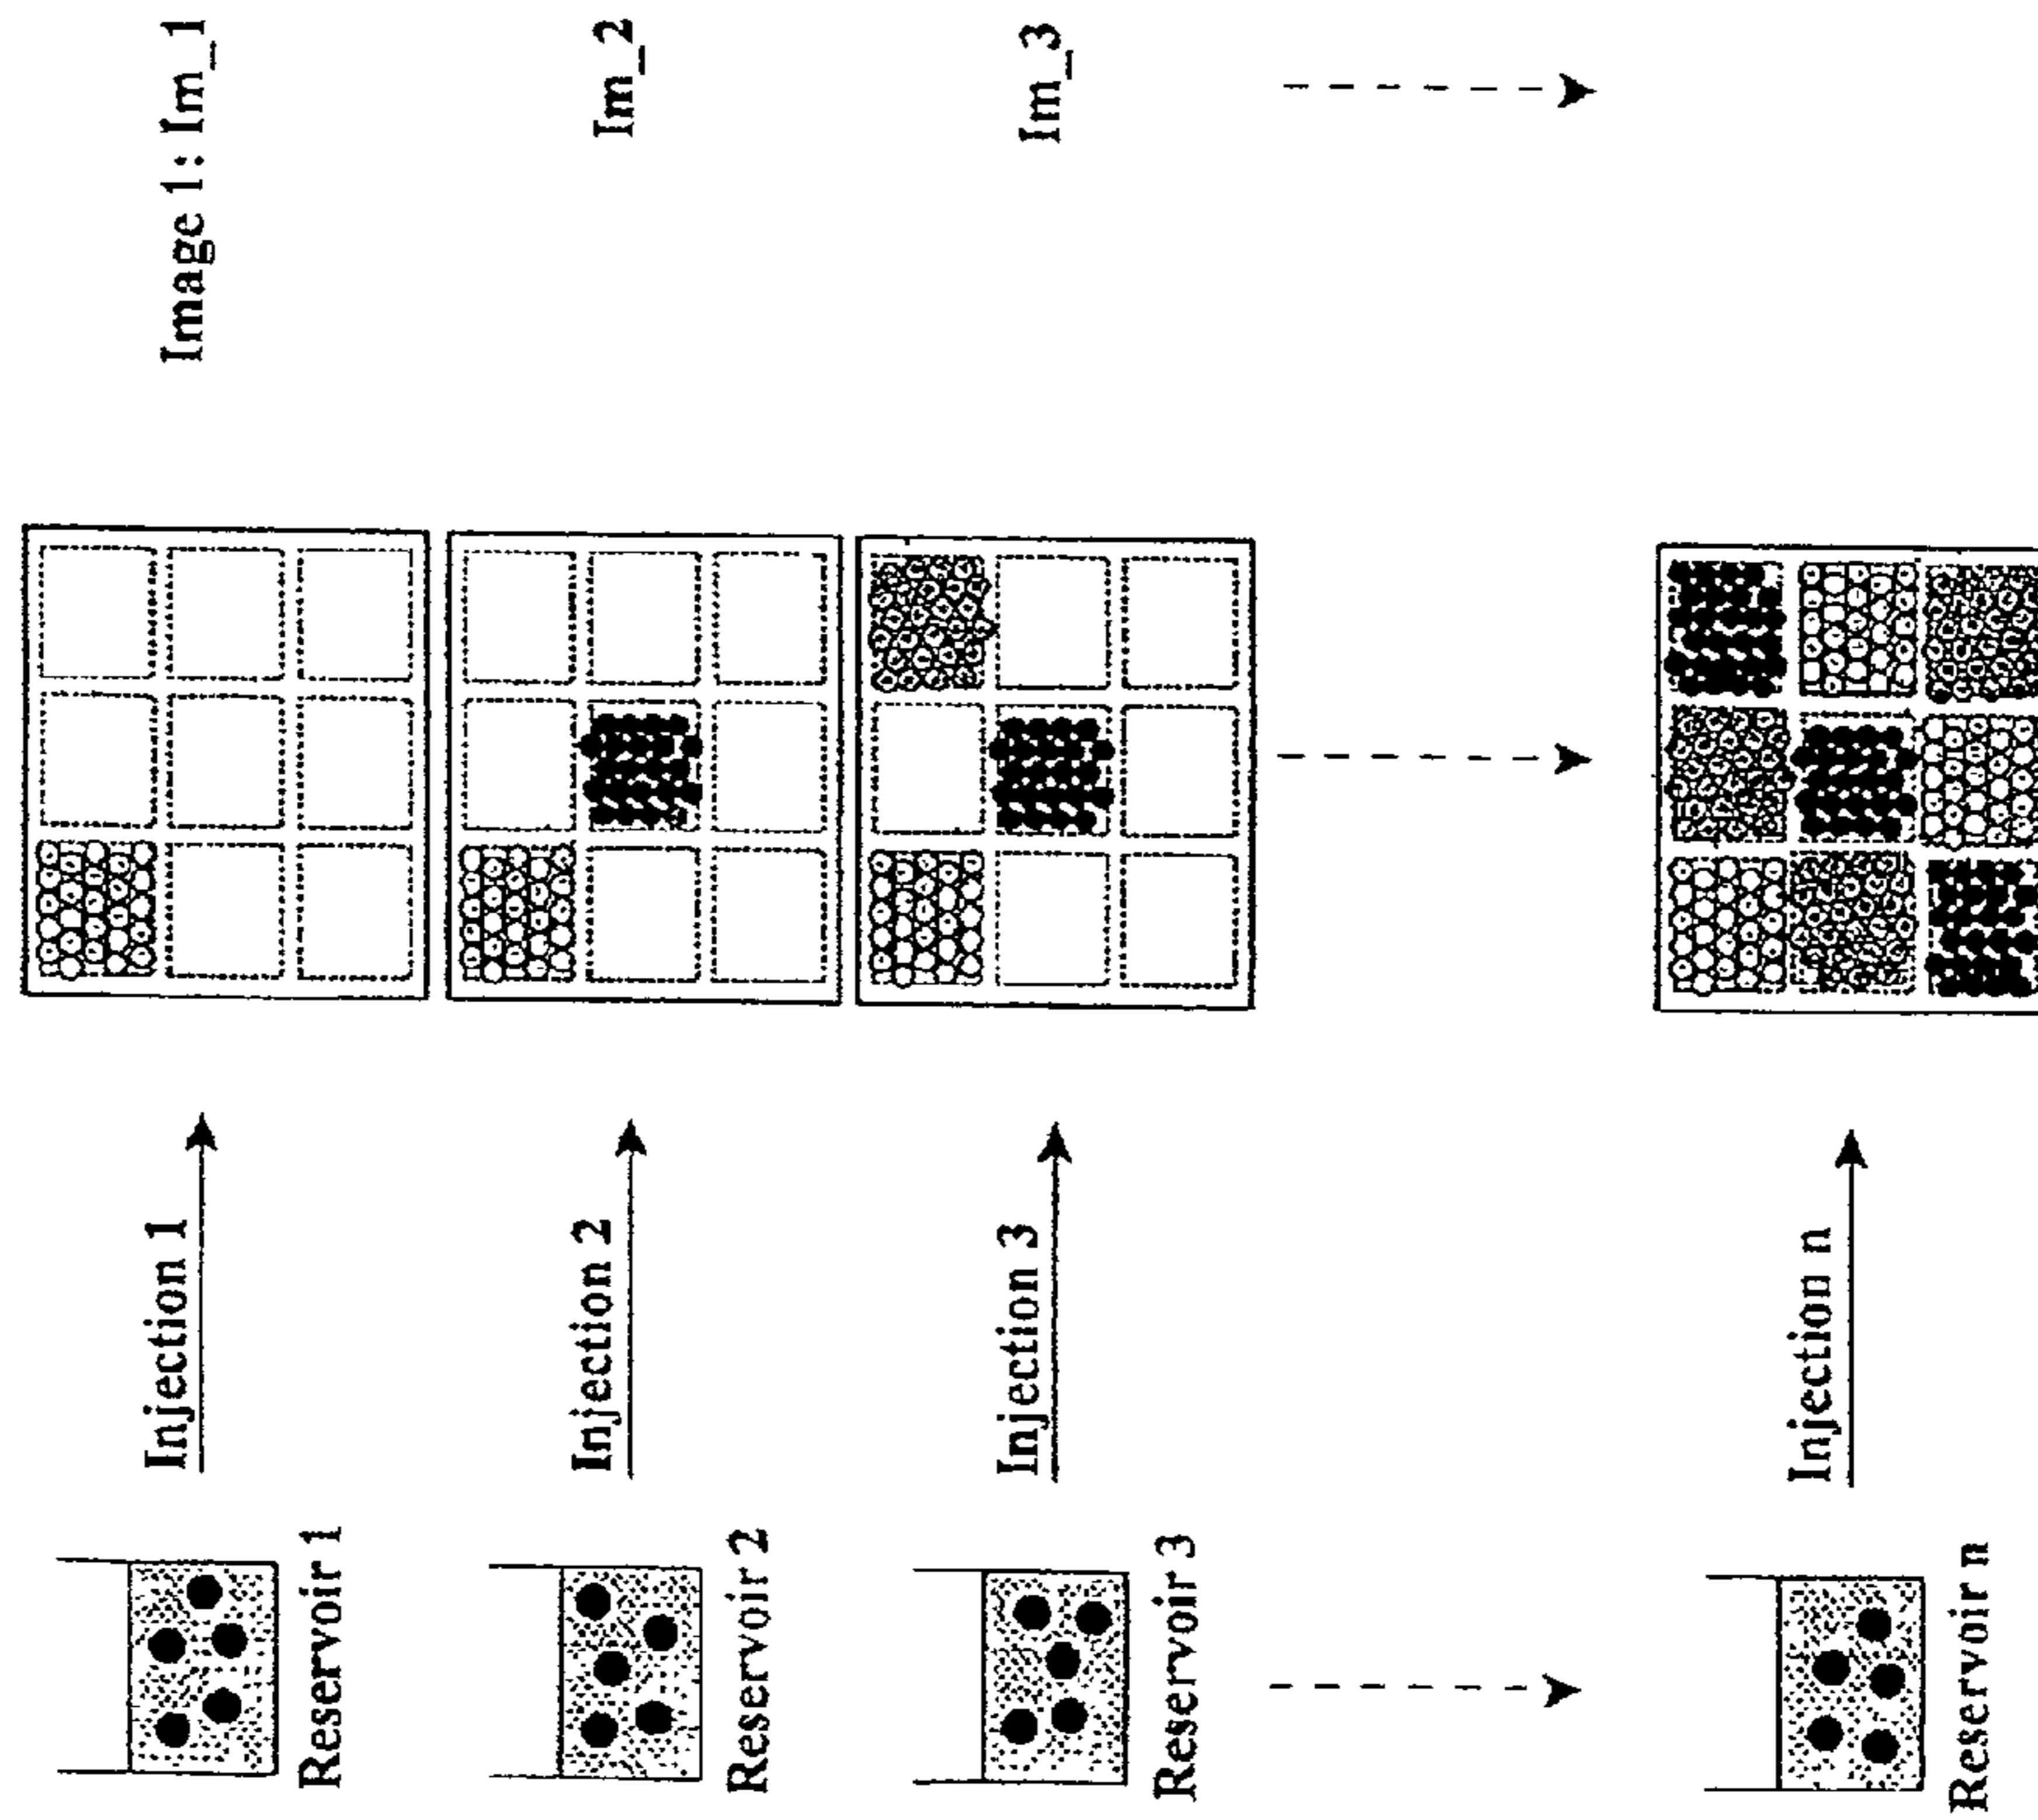 Reservoir 1
Injection 1
Image 1: Im_1
Reservoir 2
Injection 2
Im_2
Reservoir 3
Injection 3
Im_3
Reservoir n
Injection n